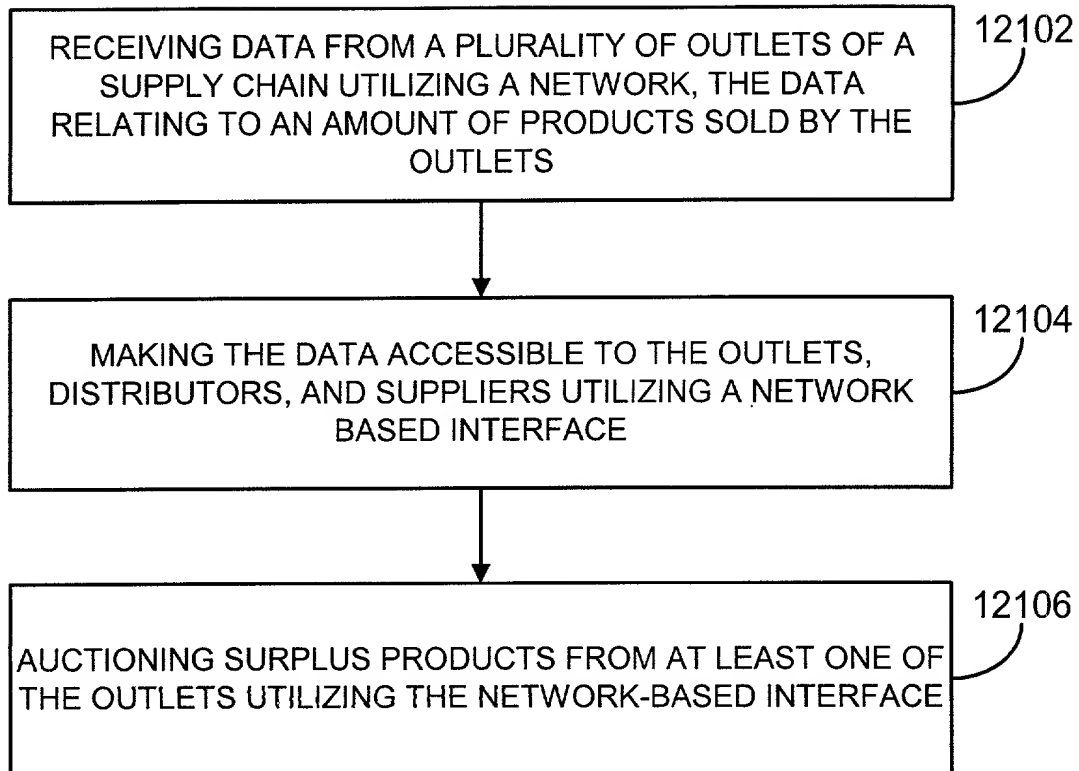 RECEIVING DATA FROM A PLURALITY OF OUTLETS OF A
SUPPLY CHAIN UTILIZING A NETWORK, THE DATA
RELATING TO AN AMOUNT OF PRODUCTS SOLD BY THE
OUTLETS
12102
MAKING THE DATA ACCESSIBLE TO THE OUTLETS,
DISTRIBUTORS, AND SUPPLIERS UTILIZING A NETWORK
BASED INTERFACE
12104
AUCTIONING SURPLUS PRODUCTS FROM AT LEAST ONE OF
THE OUTLETS UTILIZING THE NETWORK-BASED INTERFACE
12106